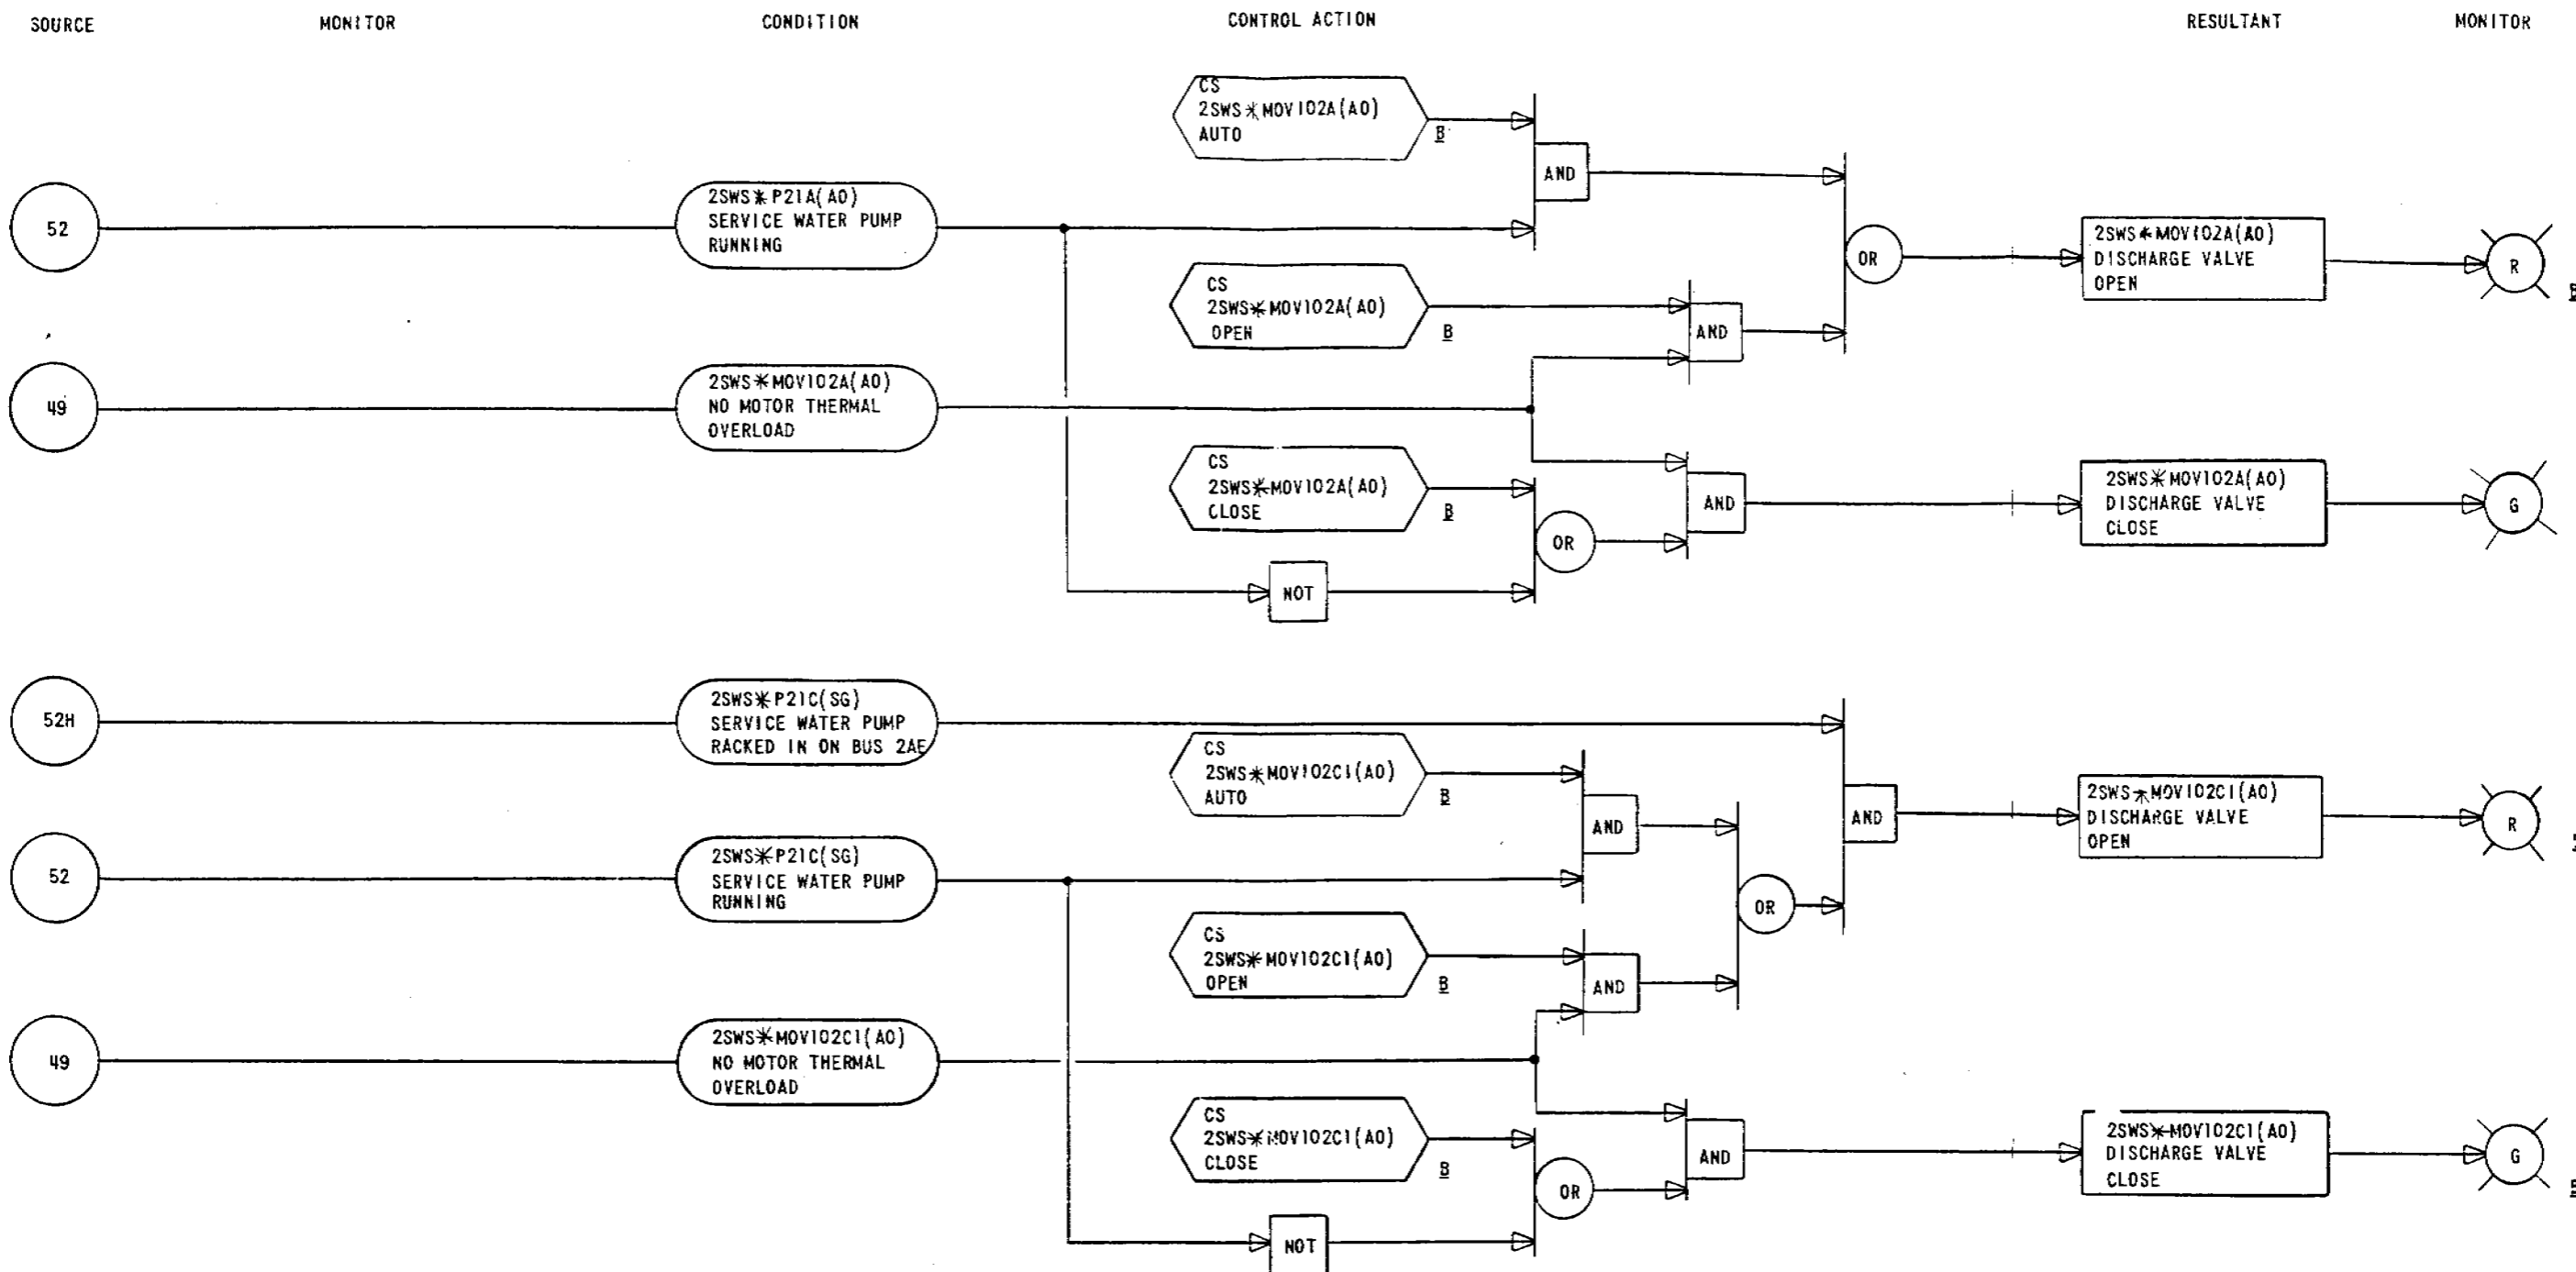 SOURCE MONITOR CONDITION CONTROL ACTION RESULTANT MONITOR
CS
2SWS*MOV102A(AO)
AUTO
B
AND
52
2SWS*P21A(AO)
SERVICE WATER PUMP
RUNNING
CS
2SWS*MOV102A(AO)
OPEN
B
AND
OR
2SWS*MOV102A(AO)
DISCHARGE VALVE
OPEN
R
B
49
2SWS*MOV102A(AO)
NO MOTOR THERMAL
OVERLOAD
CS
2SWS*MOV102A(AO)
CLOSE
B
OR
NOT
AND
2SWS*MOV102A(AO)
DISCHARGE VALVE
CLOSE
G
52H
2SWS*P21C(SG)
SERVICE WATER PUMP
RACKED IN ON BUS 2AE
CS
2SWS*MOV102C1(AO)
AUTO
B
AND
52
2SWS*P21C(SG)
SERVICE WATER PUMP
RUNNING
CS
2SWS*MOV102C1(AO)
OPEN
B
AND
OR
AND
2SWS*MOV102C1(AO)
DISCHARGE VALVE
OPEN
R
49
2SWS*MOV102C1(AO)
NO MOTOR THERMAL
OVERLOAD
CS
2SWS*MOV102C1(AO)
CLOSE
B
OR
NOT
AND
2SWS*MOV102C1(AO)
DISCHARGE VALVE
CLOSE
G
B